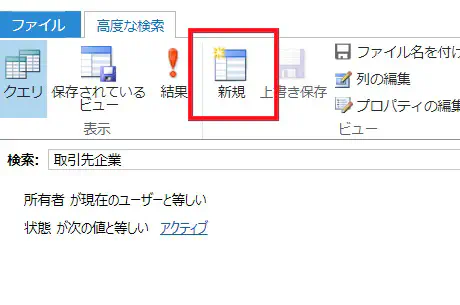 ファイル 高度な検索
クエリ 保存されているビュー 結果 新規 上書き保存
ファイル名を付け
列の編集
プロパティの編集
表示 ビュー
検索: 取引先企業
所有者 が現在のユーザーと等しい
状態 が次の値と等しい アクティブ